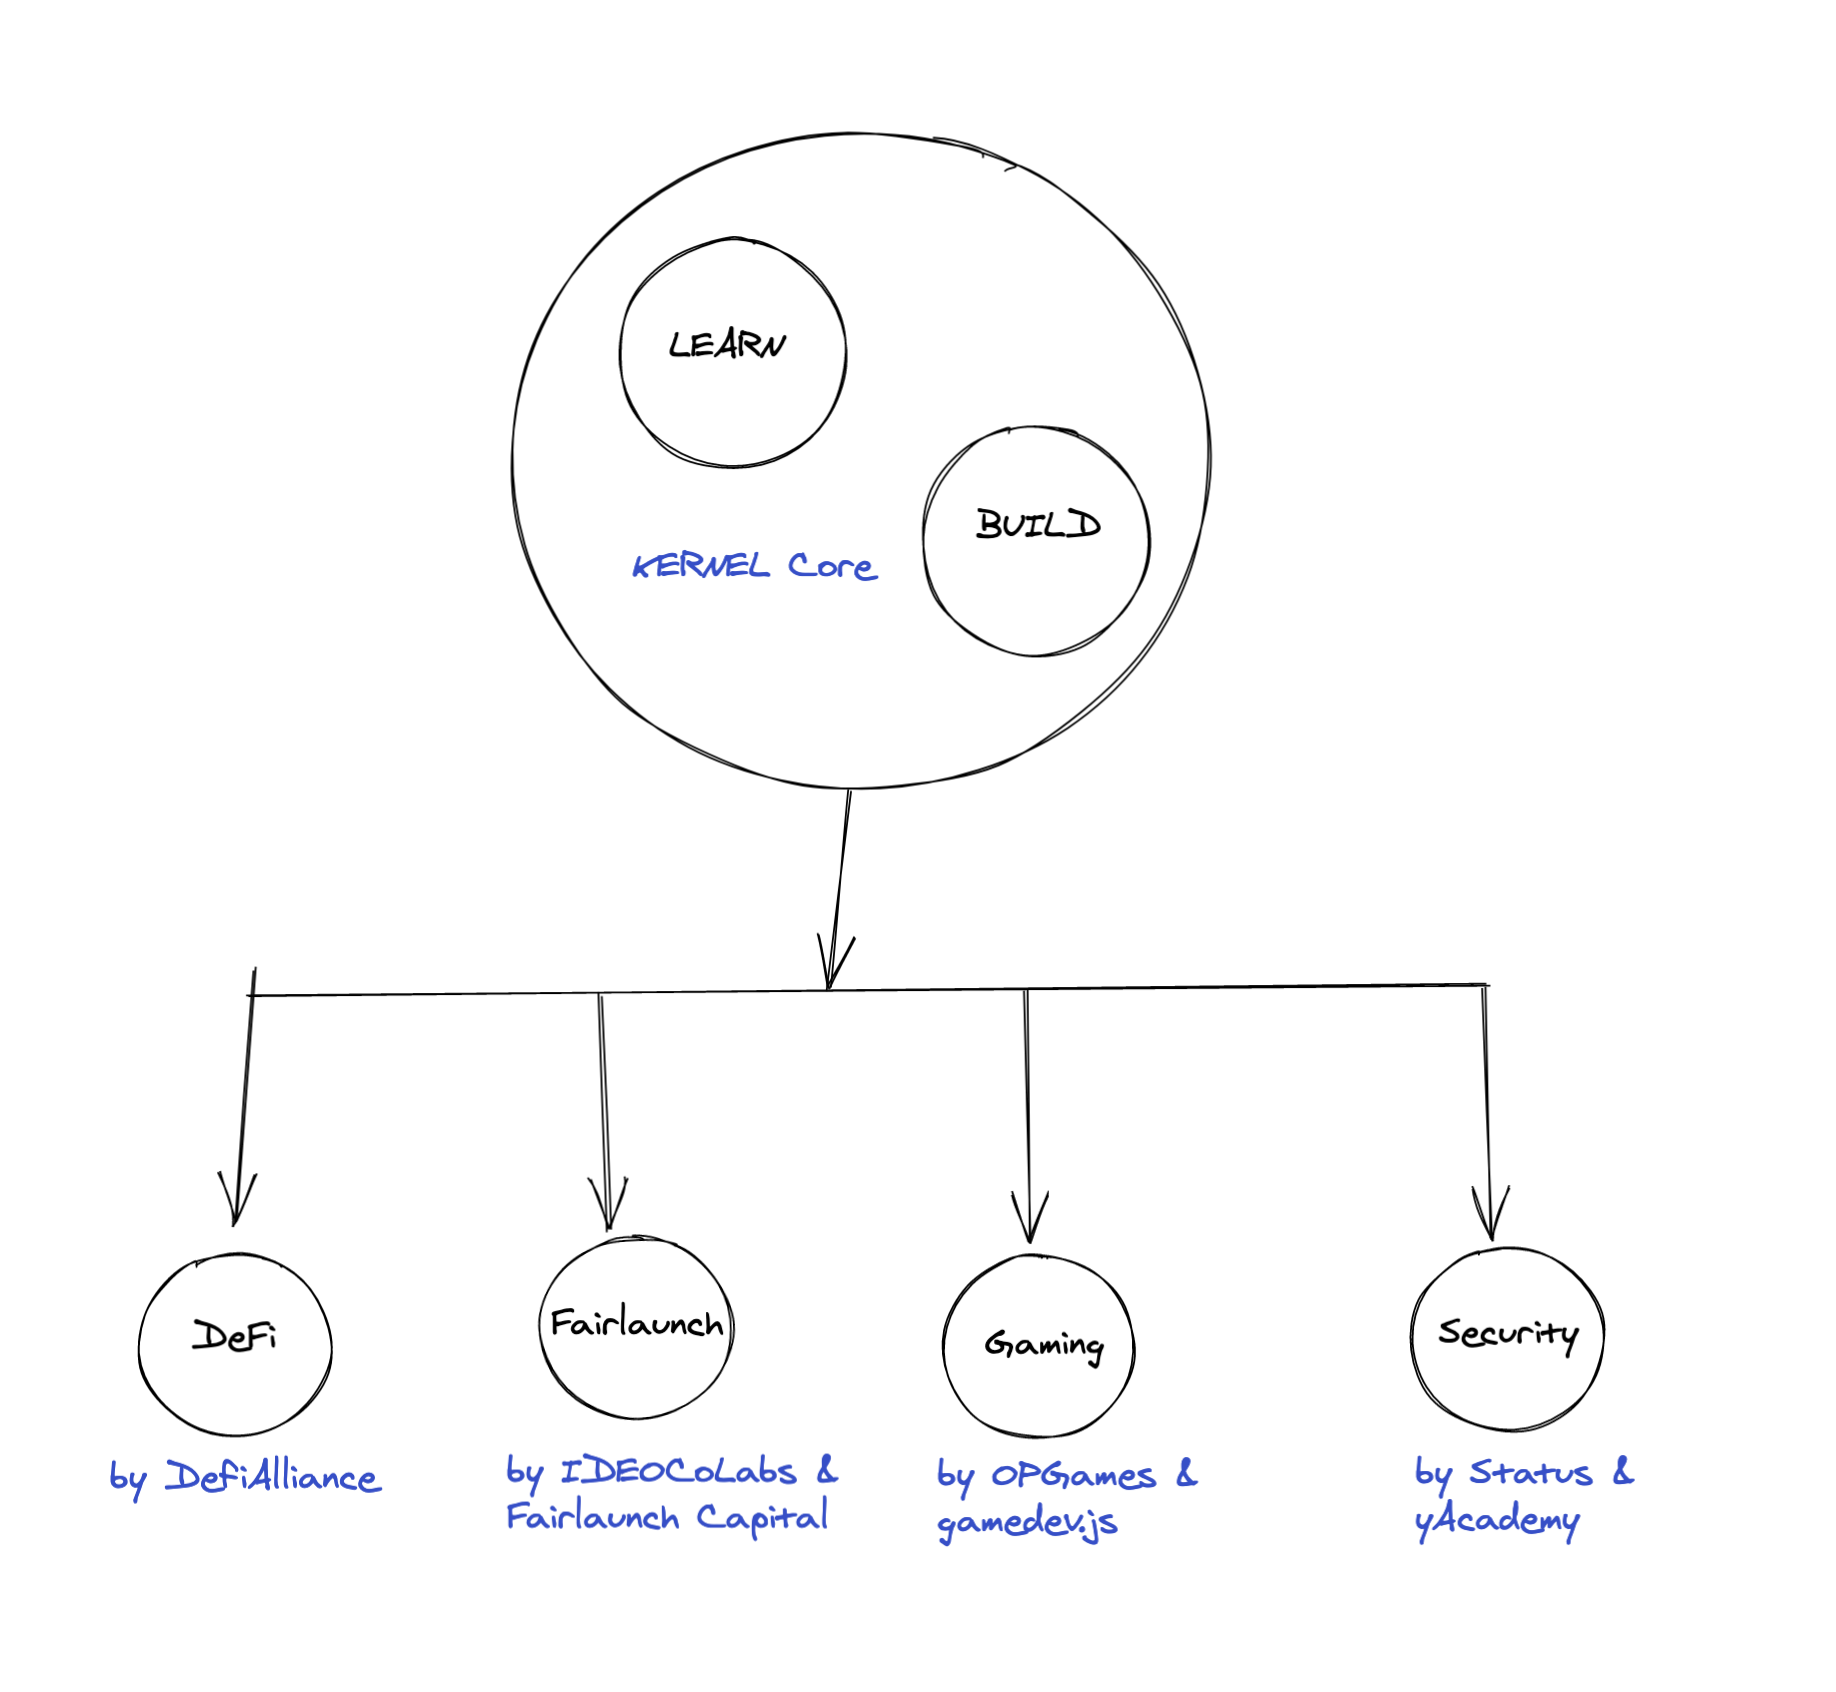 LEARN
BUILD
KERNEL Core
DeFi
Fairlaunch
Gaming
Security
by DefiAlliance
by IDEOCoLabs &
Fairlaunch Capital
by OPGames &
gamedev.js
by Status &
yAcademy